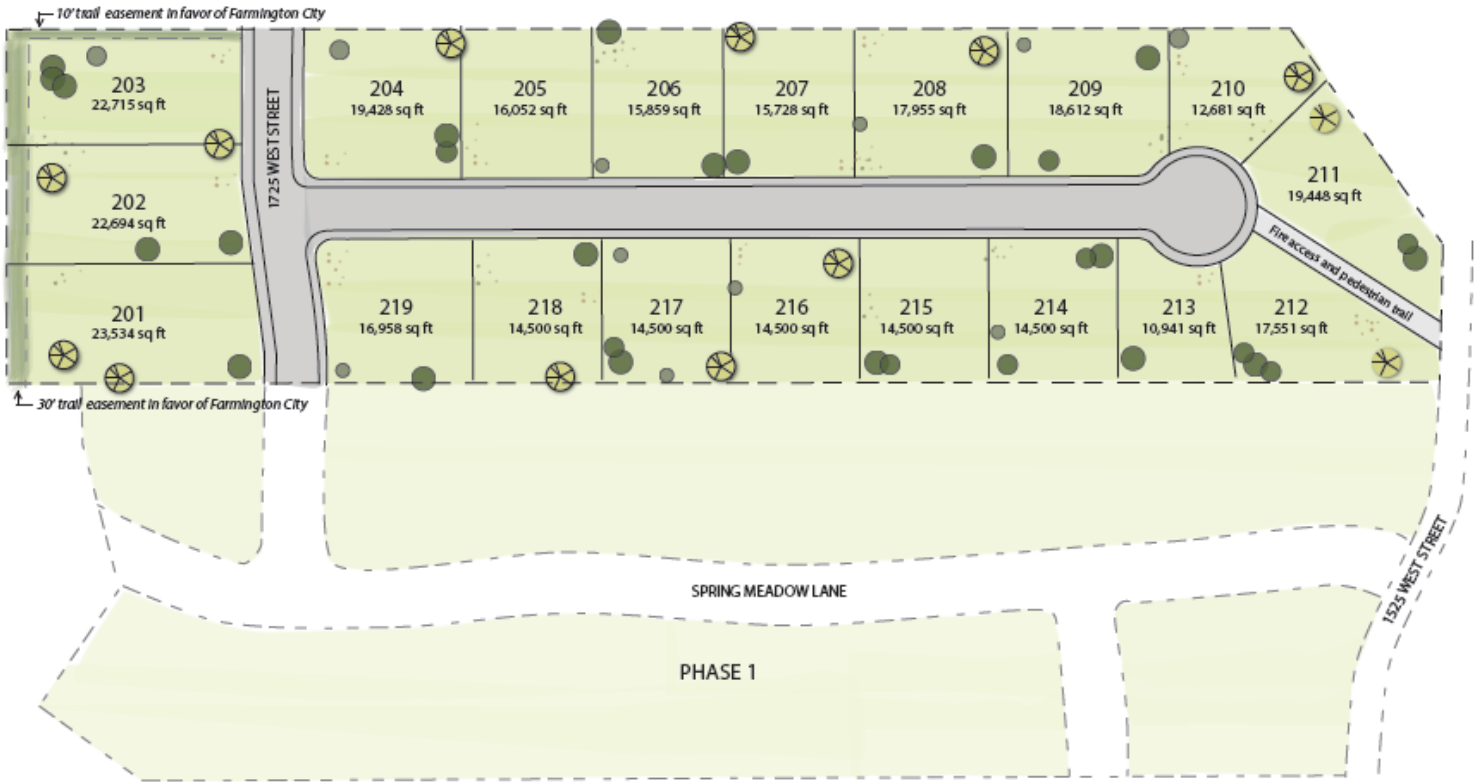 10' trail easement in favor of Farmington City
203
22,715 sq ft
202
22,694 sq ft
201
23,534 sq ft
30' trail easement in favor of Farmington City
1725 WEST STREET
204
19,428 sq ft
205
16,052 sq ft
206
15,859 sq ft
207
15,728 sq ft
208
17,955 sq ft
209
18,612 sq ft
210
12,681 sq ft
211
19,448 sq ft
Fire access and pedestrian trail
219
16,958 sq ft
218
14,500 sq ft
217
14,500 sq ft
216
14,500 sq ft
215
14,500 sq ft
214
14,500 sq ft
213
10,941 sq ft
212
17,551 sq ft
SPRING MEADOW LANE
1525 WEST STREET
PHASE 1